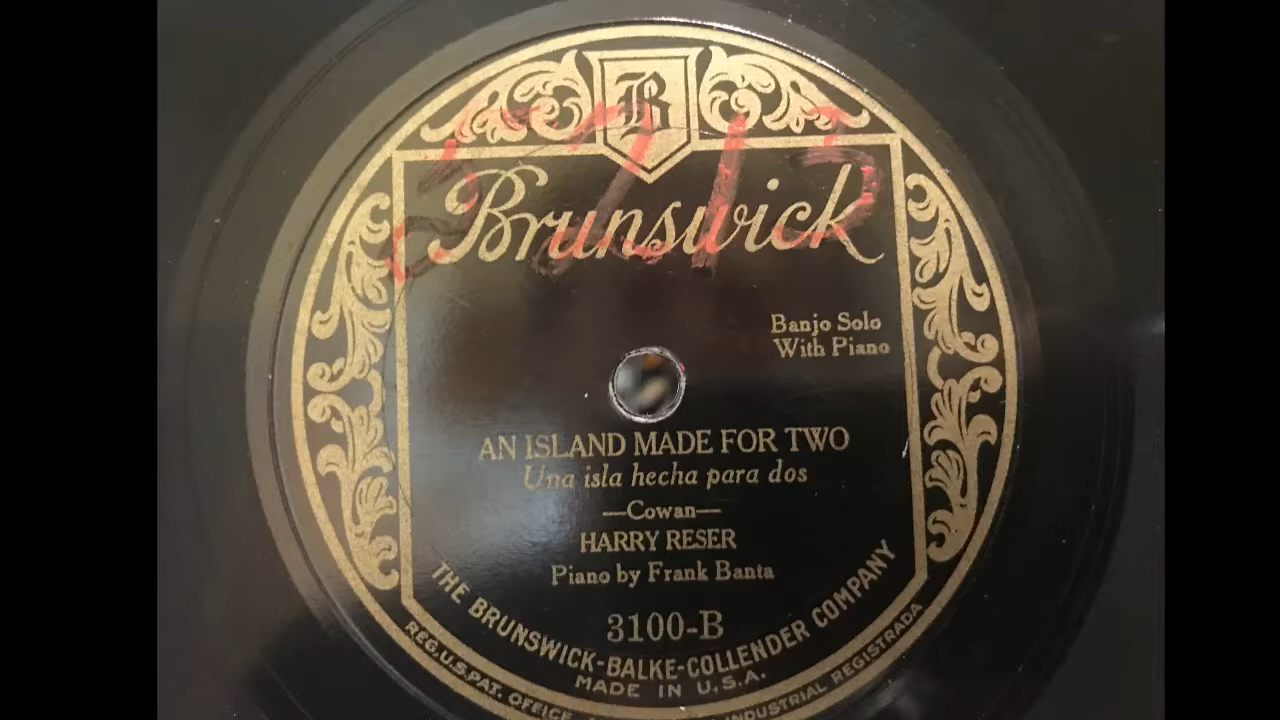 B
Brunswick
Banjo Solo
With Piano
AN ISLAND MADE FOR TWO
Una isla hecha para dos
—Cowan—
HARRY RESER
Piano by Frank Banta
3100-B
THE BRUNSWICK-BALKE-COLLENDER COMPANY
MADE IN U.S.A.
REG.U.S.PAT. OFFICE
INDUSTRIAL REGISTRADA